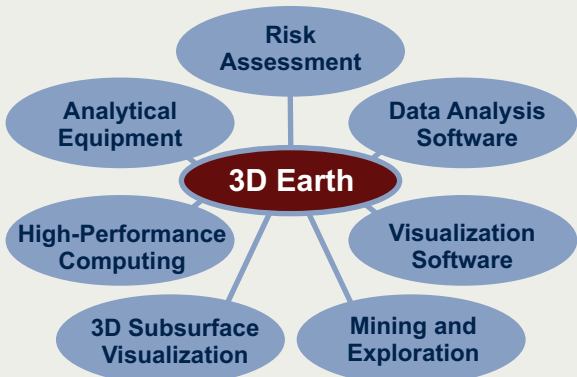 Risk
Assessment
Analytical
Equipment
Data Analysis
Software
3D Earth
High-Performance
Computing
Visualization
Software
3D Subsurface
Visualization
Mining and
Exploration